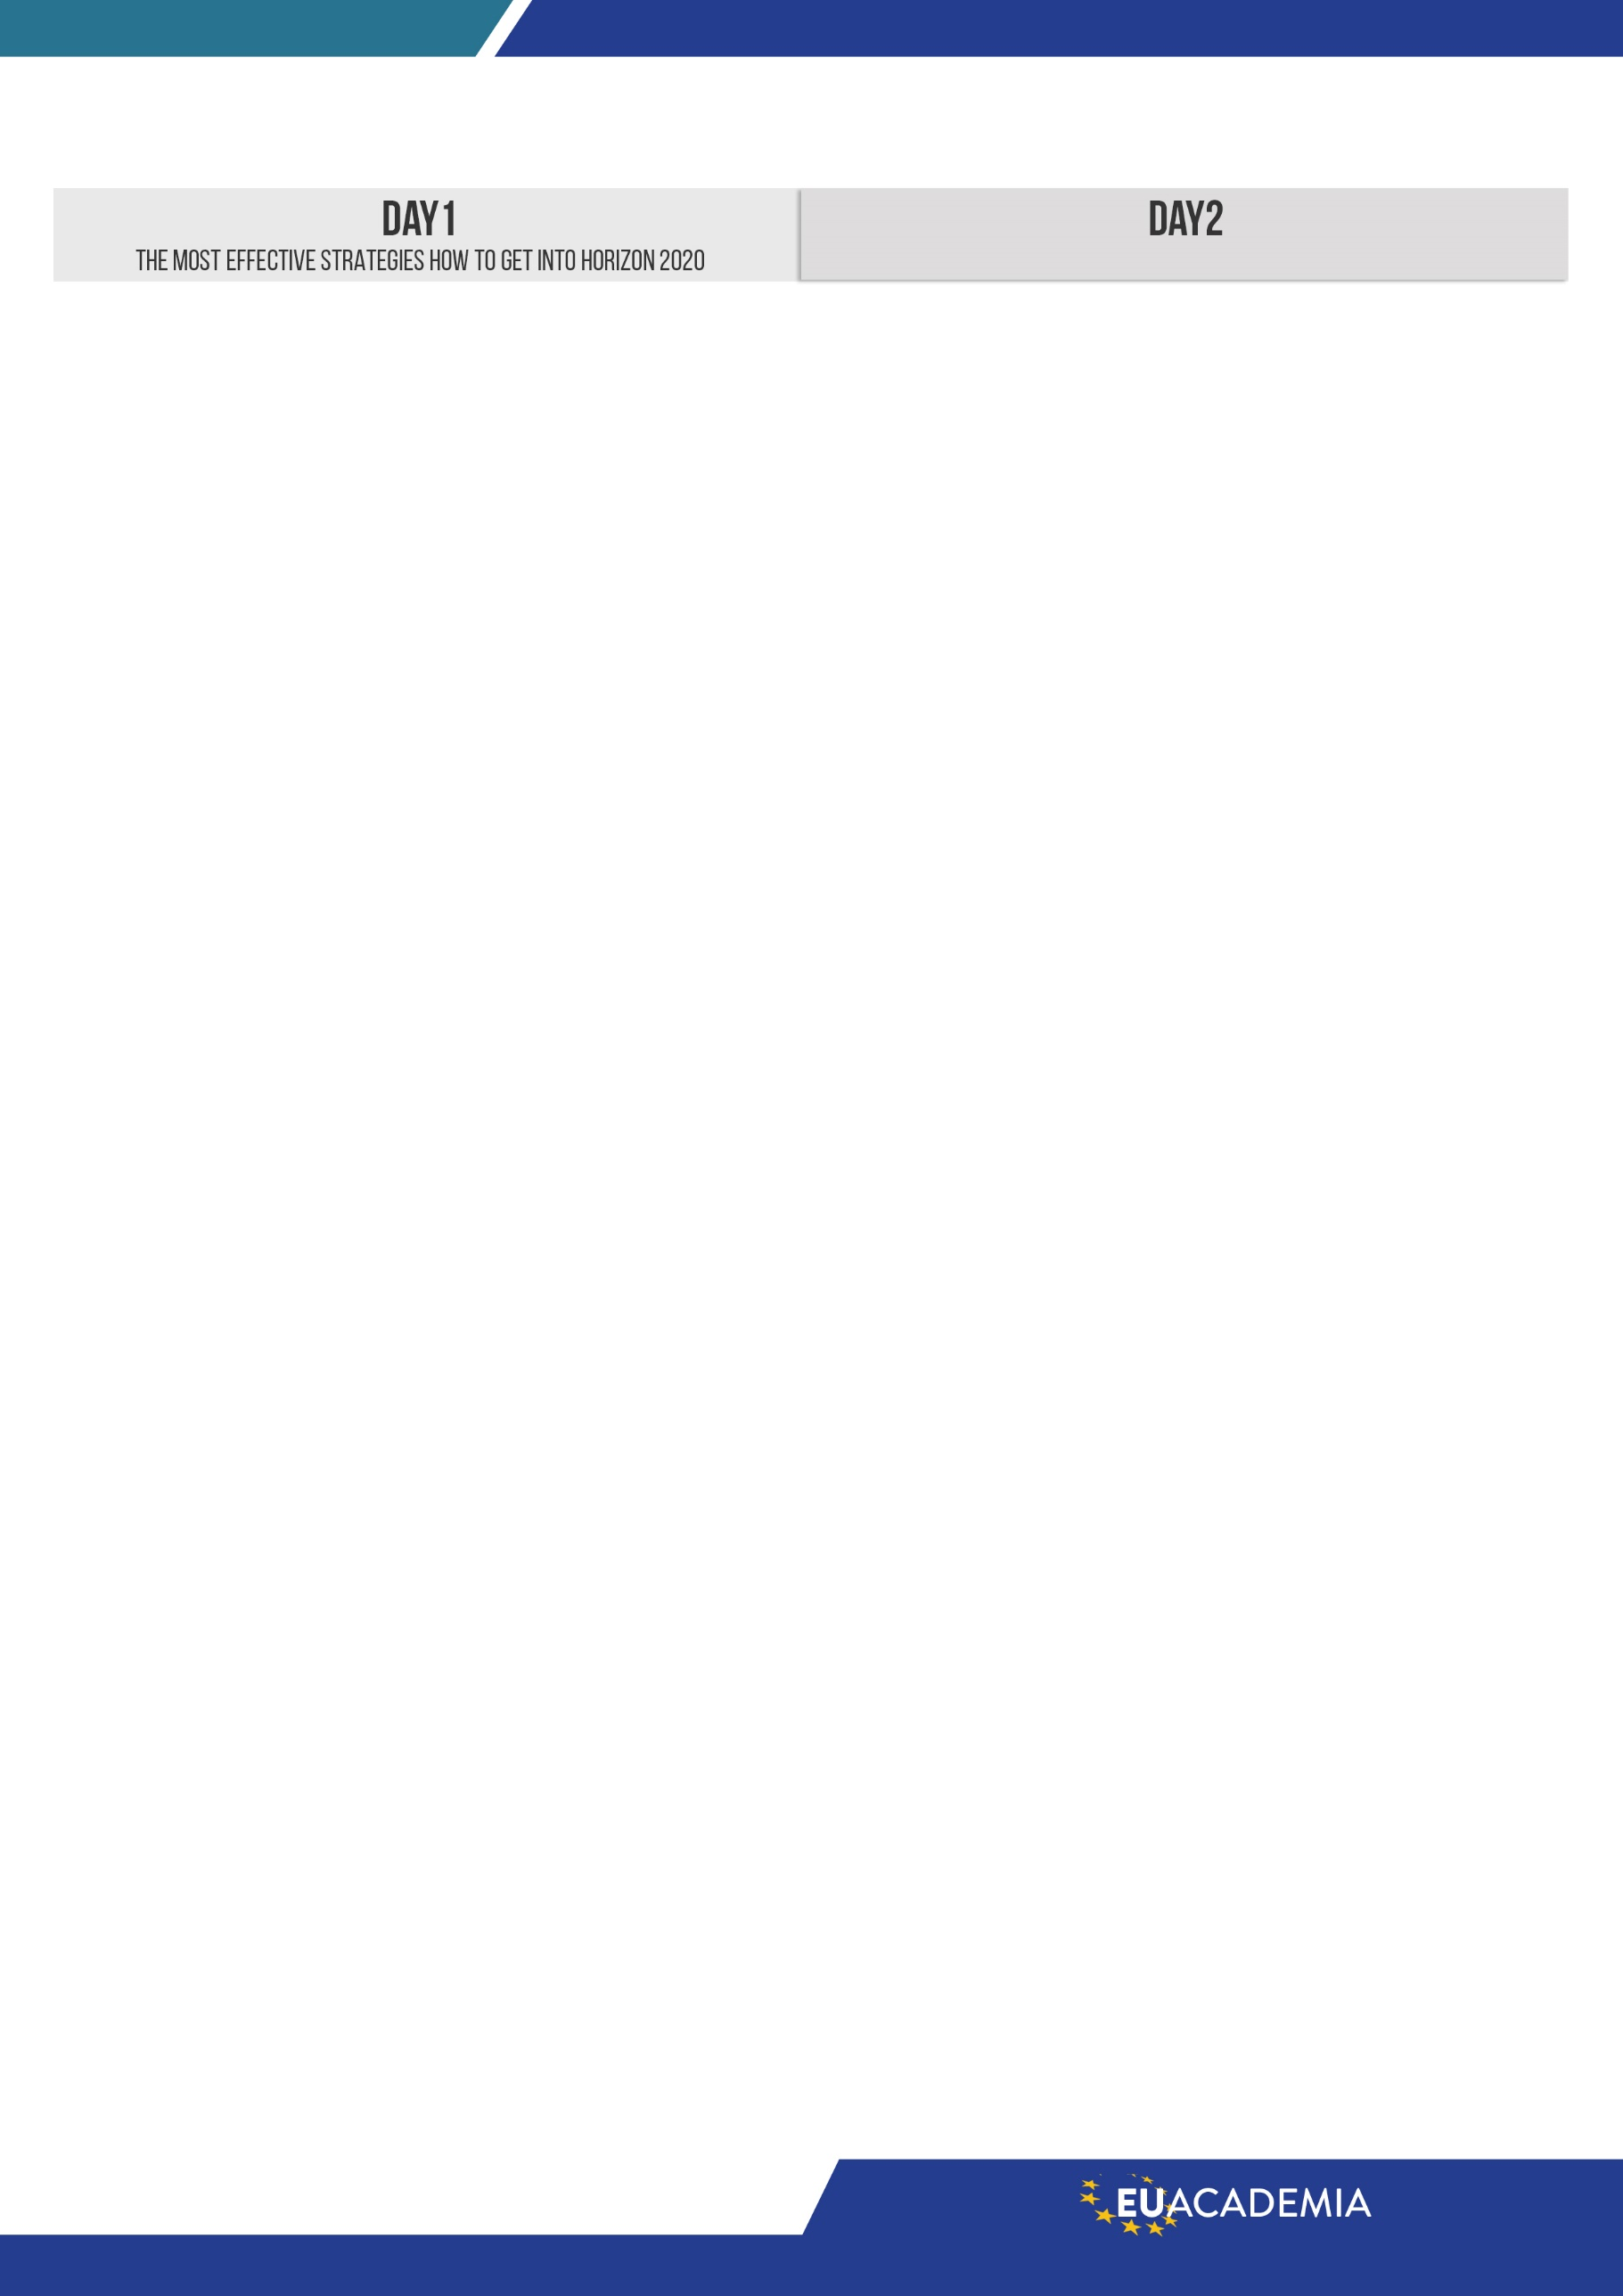 DAY1
THE MOST EFFECTIVE STRATEGIES HOW TO GET INTO HORIZON 2020
DAY2
EUACADEMIA